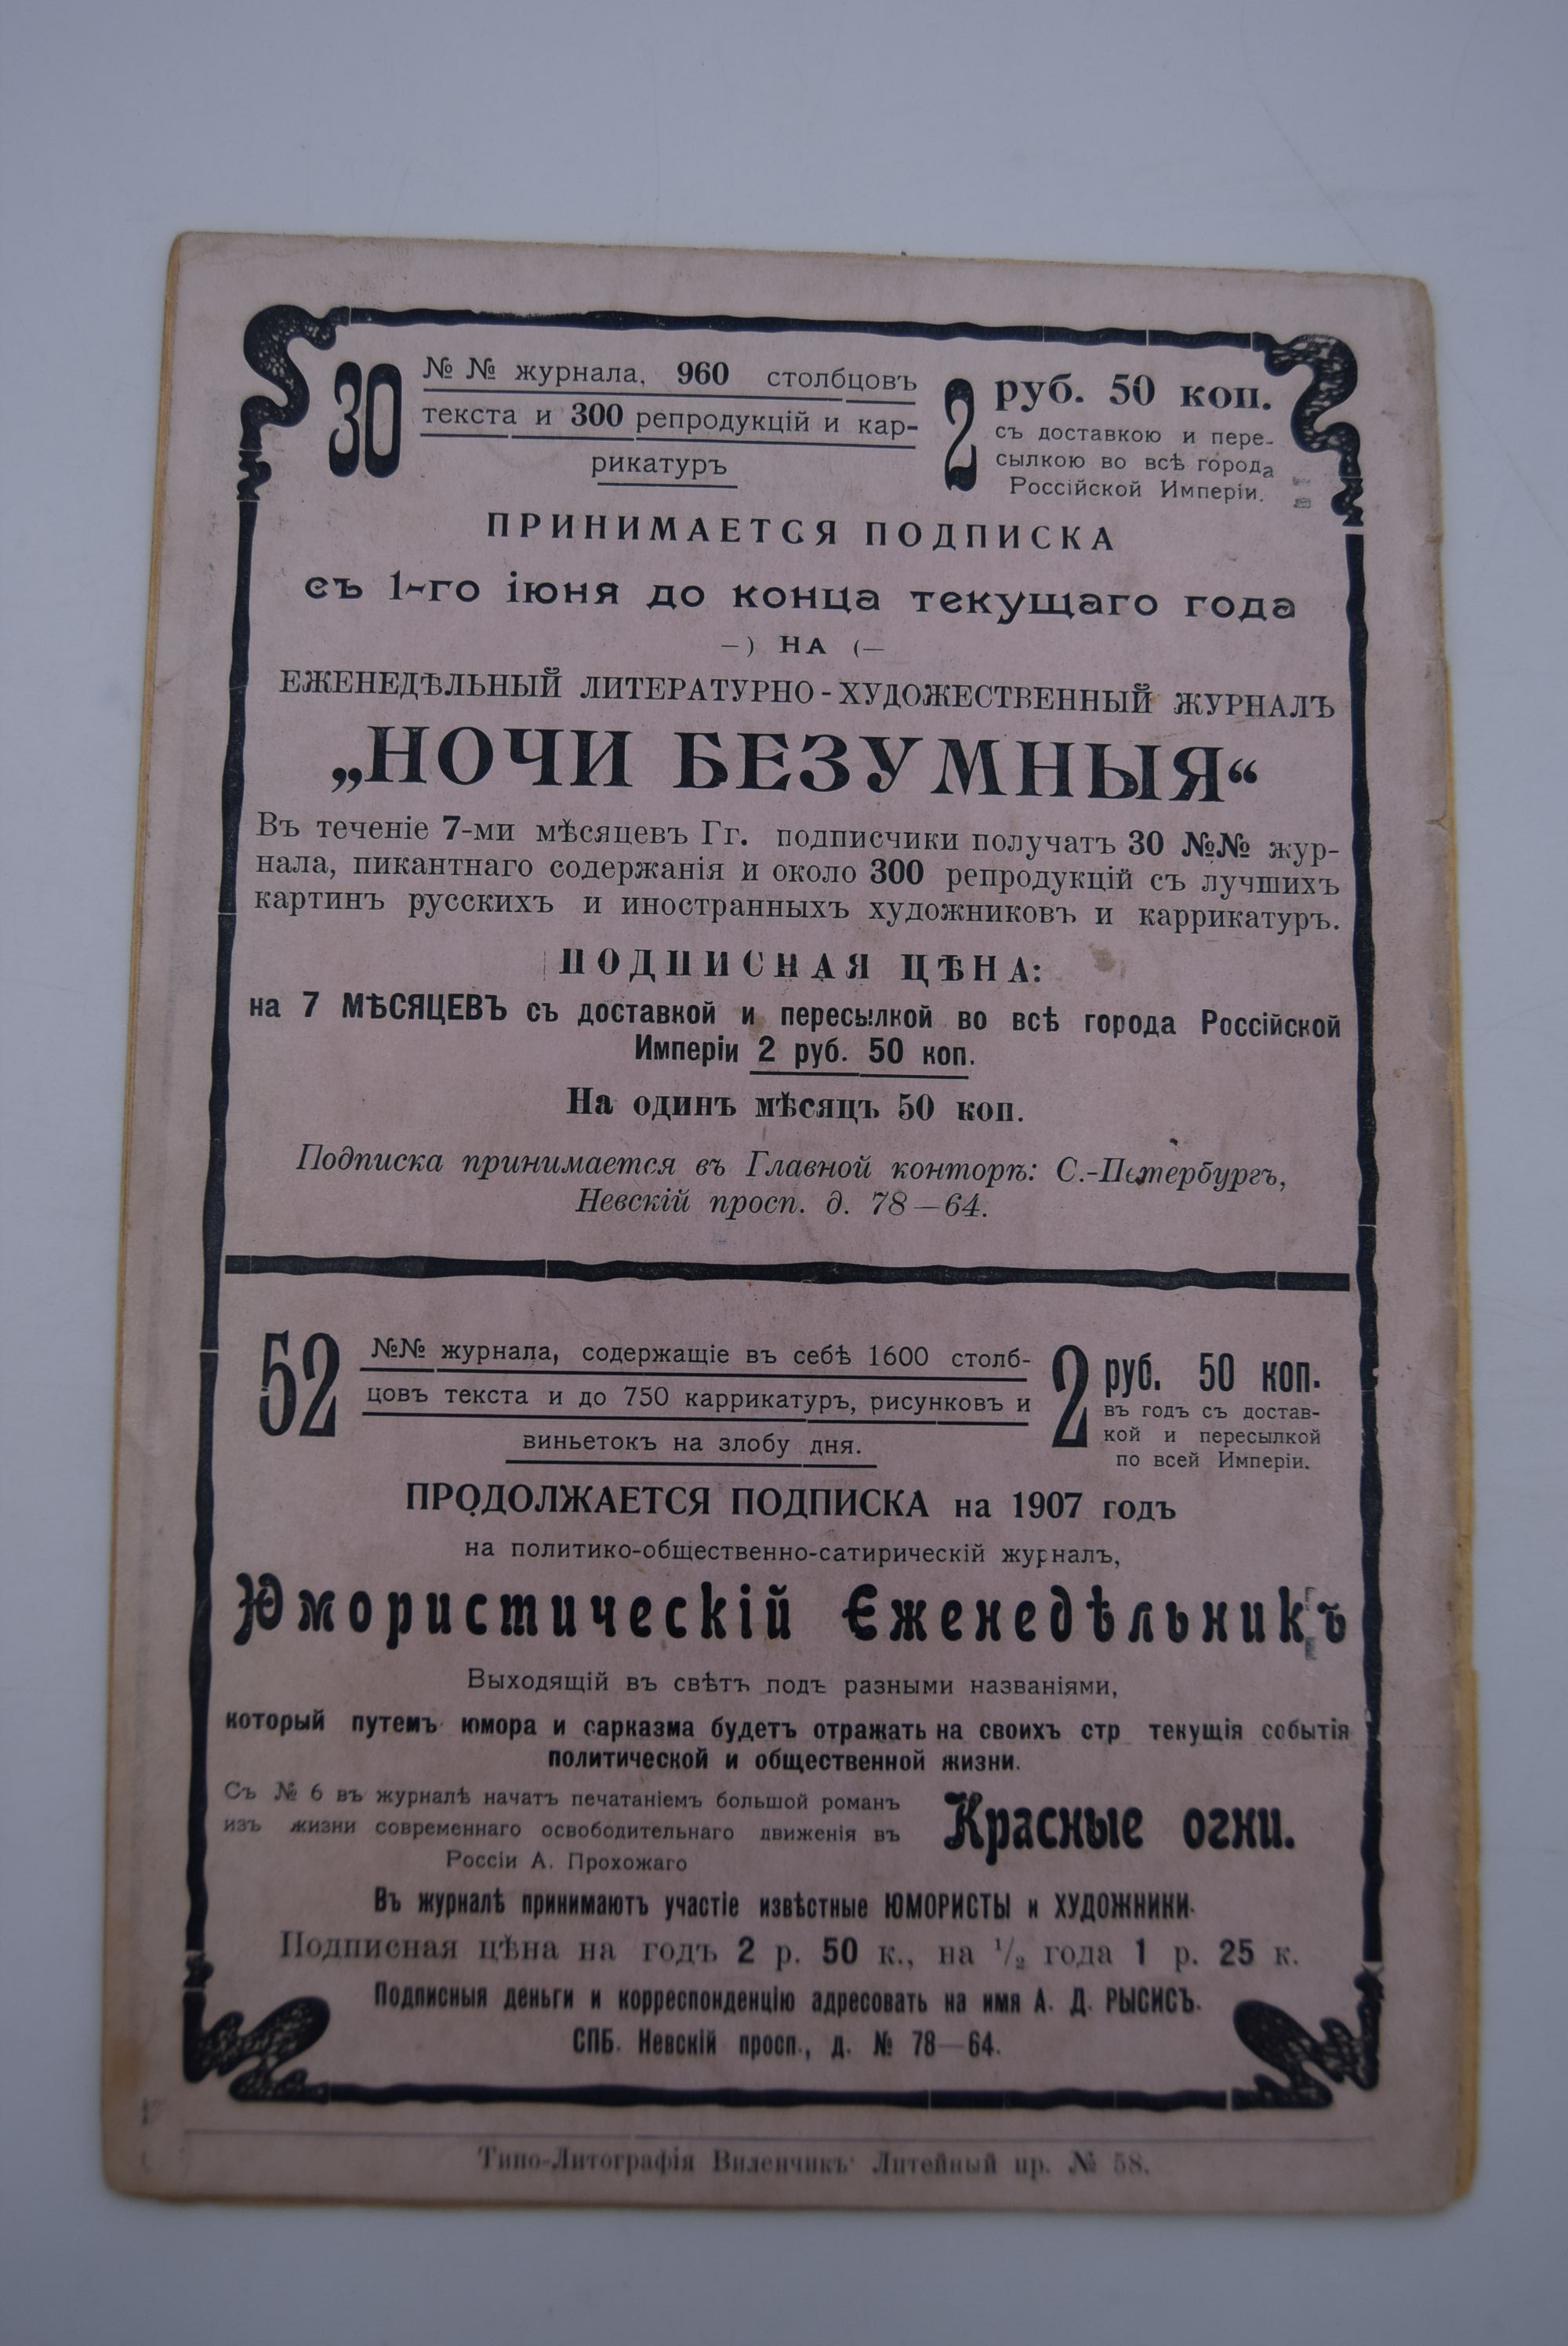 30 №№ журнала, 960 столбцовъ
текста и 300 репродукцій и кар-
рикатуръ
2 руб. 50 коп.
съ доставкою и пере-
сылкою во всѣ города
Россійской Имперіи.
ПРИНИМАЕТСЯ ПОДПИСКА
съ 1-го іюня до конца текущаго года
—) НА (—
ЕЖЕНЕДѢЛЬНЫЙ ЛИТЕРАТУРНО-ХУДОЖЕСТВЕННЫЙ ЖУРНАЛЪ
„НОЧИ БЕЗУМНЫЯ“
Въ теченіе 7-ми мѣсяцевъ Гг. подписчики получатъ 30 №№ жур-
нала, пикантнаго содержанія и около 300 репродукцій съ лучшихъ
картинъ русскихъ и иностранныхъ художниковъ и каррикатуръ.
ПОДПИСНАЯ ЦѢНА:
на 7 МѢСЯЦЕВЪ съ доставкой и пересылкой во всѣ города Россійской
Имперіи 2 руб. 50 коп.
На одинъ мѣсяцъ 50 коп.
Подписка принимается въ Главной конторѣ: С.-Петербургъ,
Невскій просп. д. 78—64.
52 №№ журнала, содержащіе въ себѣ 1600 столб-
цовъ текста и до 750 каррикатуръ, рисунковъ и
виньетокъ на злобу дня.
2 руб. 50 коп.
въ годъ съ достав-
кой и пересылкой
по всей Имперіи.
ПРОДОЛЖАЕТСЯ ПОДПИСКА на 1907 годъ
на политико-общественно-сатирическій журналъ,
Юмористическій Еженедѣльникъ
Выходящій въ свѣтъ подъ разными названіями,
который путемъ юмора и сарказма будетъ отражать на своихъ стр текущія событія
политической и общественной жизни.
Съ № 6 въ журналѣ начатъ печатаніемъ большой романъ
изъ жизни современнаго освободительнаго движенія въ
Россіи А. Прохожаго
Красные огни.
Въ журналѣ принимаютъ участіе извѣстные ЮМОРИСТЫ и ХУДОЖНИКИ.
Подписная цѣна на годъ 2 р. 50 к., на 1/2 года 1 р. 25 к.
Подписныя деньги и корреспонденцію адресовать на имя А. Д. РЫСИСЪ.
СПБ. Невскій просп., д. № 78—64.
Типо-Литографія Виленчикъ Литейный пр. № 58.